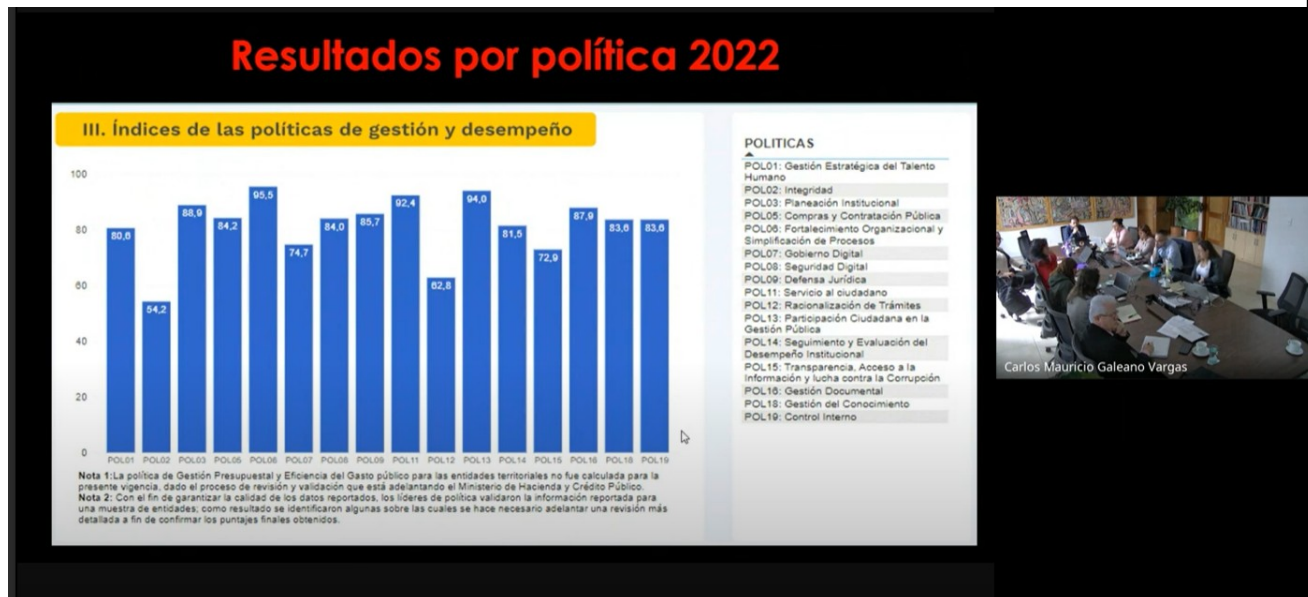 Resultados por política 2022
III. Índices de las políticas de gestión y desempeño
100
80
60
40
20
0
80,6
54,2
88,9
84,2
95,5
74,7
84,0
85,7
92,4
62,8
94,0
81,5
72,9
87,9
83,6
83,6
POL01 POL02 POL03 POL05 POL06 POL07 POL08 POL09 POL11 POL12 POL13 POL14 POL15 POL16 POL18 POL19
Nota 1:La política de Gestión Presupuestal y Eficiencia del Gasto público para las entidades territoriales no fue calculada para la
presente vigencia, dado el proceso de revisión y validación que está adelantando el Ministerio de Hacienda y Crédito Público.
Nota 2: Con el fin de garantizar la calidad de los datos reportados, los líderes de política validaron la información reportada para
una muestra de entidades; como resultado se identificaron algunas sobre las cuales se hace necesario adelantar una revisión más
detallada a fin de confirmar los puntajes finales obtenidos.
POLITICAS
POL01: Gestión Estratégica del Talento
Humano
POL02: Integridad
POL03: Planeación Institucional
POL05: Compras y Contratación Pública
POL06: Fortalecimiento Organizacional y
Simplificación de Procesos
POL07: Gobierno Digital
POL08: Seguridad Digital
POL09: Defensa Jurídica
POL11: Servicio al ciudadano
POL12: Racionalización de Trámites
POL13: Participación Ciudadana en la
Gestión Pública
POL14: Seguimiento y Evaluación del
Desempeño Institucional
POL15: Transparencia, Acceso a la
Información y lucha contra la Corrupción
POL16: Gestión Documental
POL18: Gestión del Conocimiento
POL19: Control Interno
Carlos Mauricio Galeano Vargas